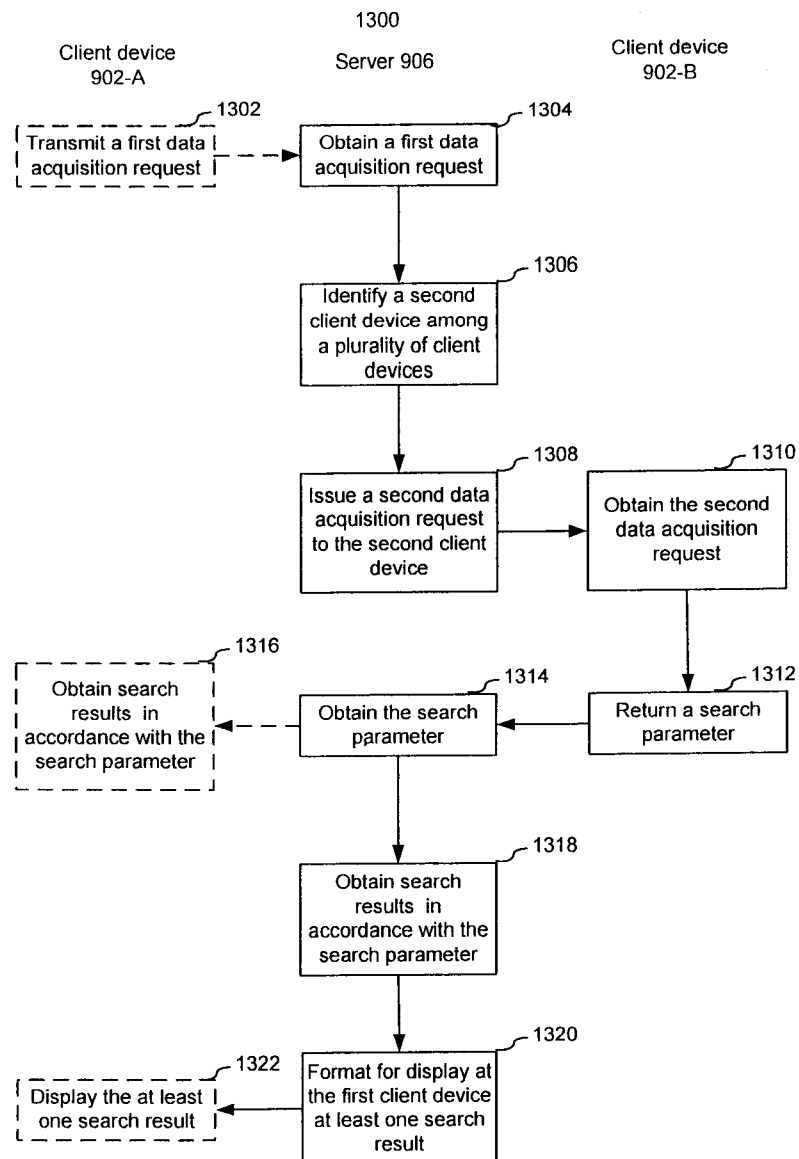 1300
Client device
902-A
Server 906
Client device
902-B
1302
Transmit a first data
acquisition request
1304
Obtain a first data
acquisition request
1306
Identify a second
client device among
a plurality of client
devices
1308
Issue a second data
acquisition request
to the second client
device
1310
Obtain the second
data acquisition
request
1316
Obtain search
results in
accordance with the
search parameter
1314
Obtain the search
parameter
1312
Return a search
parameter
1318
Obtain search
results in
accordance with the
search parameter
1322
Display the at least
one search result
1320
Format for display at
the first client device
at least one search
result